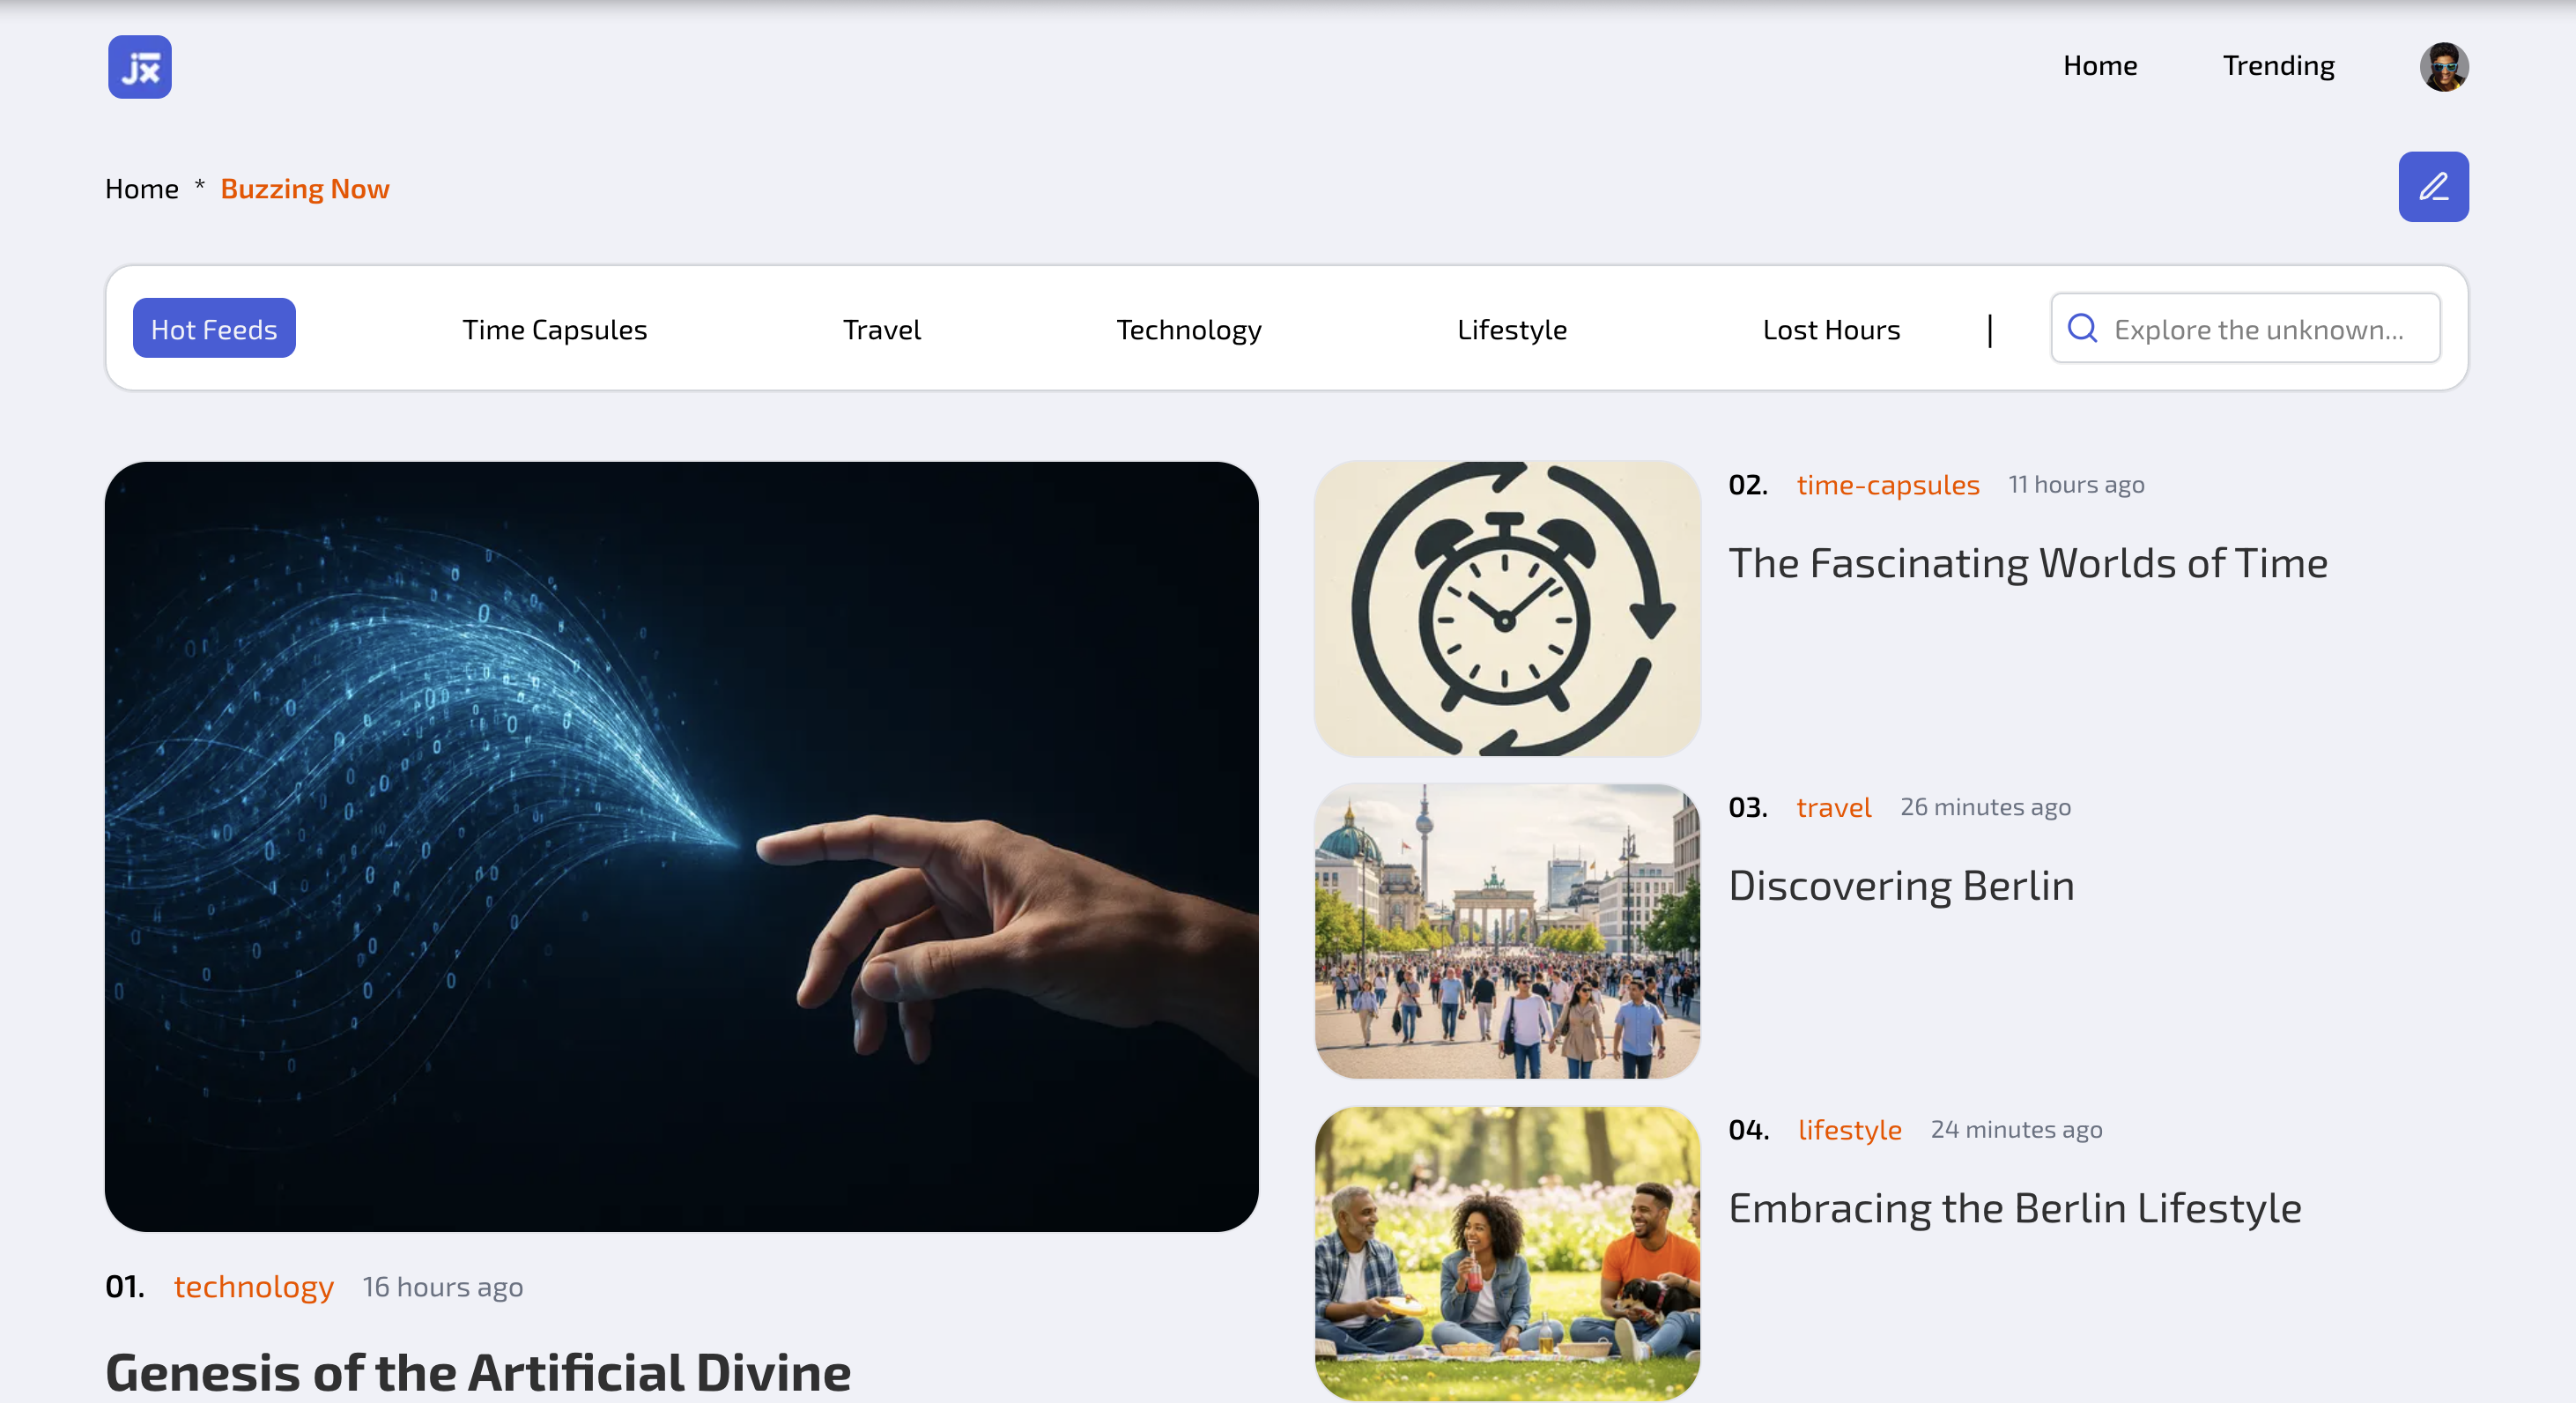 jx
Home Trending
Home * Buzzing Now
Hot Feeds Time Capsules Travel Technology Lifestyle Lost Hours | Explore the unknown...
01. technology 16 hours ago
Genesis of the Artificial Divine
02. time-capsules 11 hours ago
The Fascinating Worlds of Time
03. travel 26 minutes ago
Discovering Berlin
04. lifestyle 24 minutes ago
Embracing the Berlin Lifestyle